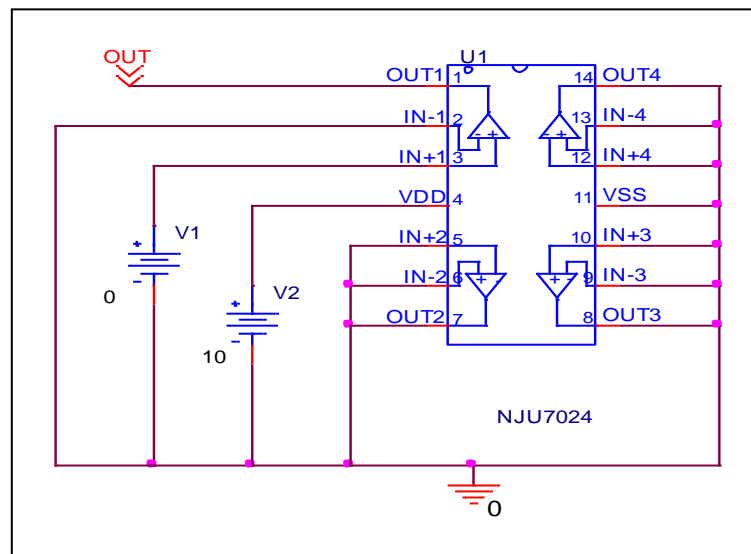 OUT
U1
OUT1 1 14 OUT4
IN-1 2 13 IN-4
IN+1 3 12 IN+4
VDD 4 11 VSS
IN+2 5 10 IN+3
IN-2 6 9 IN-3
OUT2 7 8 OUT3
- + - +
+ - + -
+ V1
-
0
+ V2
-
10
NJU7024
0